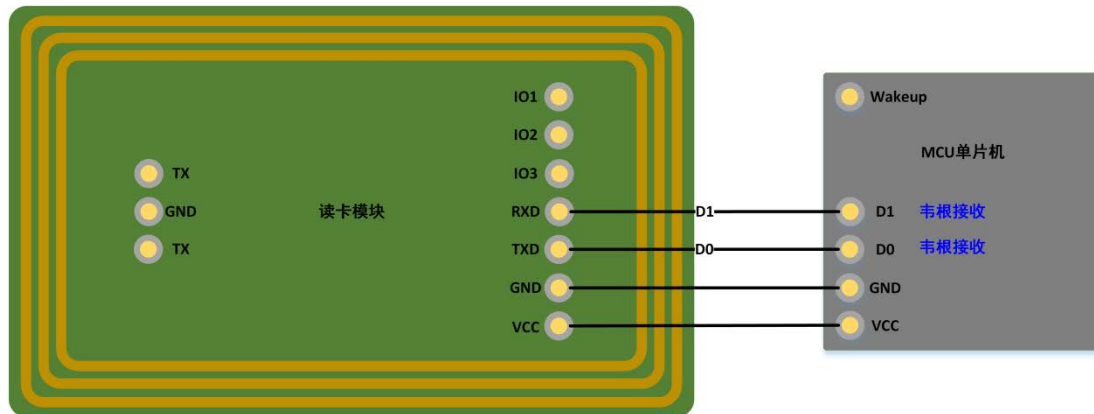 IO1
Wakeup
IO2
MCU单片机
TX
IO3
GND
读卡模块
RXD
D1
D1
韦根接收
TX
TXD
D0
D0
韦根接收
GND
GND
VCC
VCC